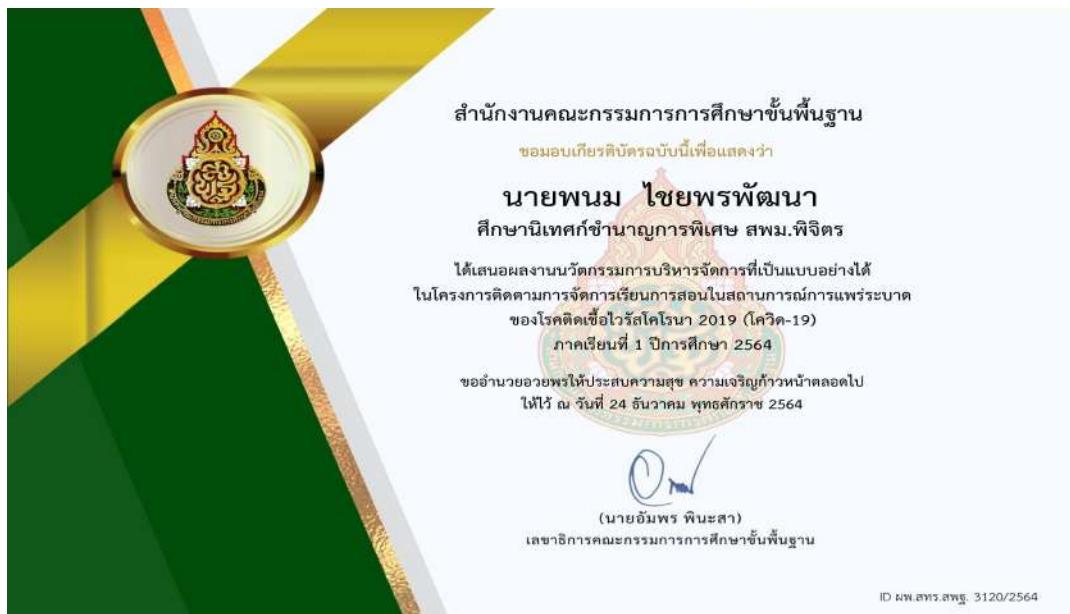 สำนักงานคณะกรรมการการศึกษาขั้นพื้นฐาน
ขอมอบเกียรติบัตรฉบับนี้เพื่อแสดงว่า
นายพนม ไชยพรพัฒนา
ศึกษานิเทศก์ชำนาญการพิเศษ สพม.พิจิตร
ได้เสนอผลงานนวัตกรรมการบริหารจัดการที่เป็นแบบอย่างได้
ในโครงการติดตามการจัดการเรียนการสอนในสถานการณ์การแพร่ระบาด
ของโรคติดเชื้อไวรัสโคโรนา 2019 (โควิด-19)
ภาคเรียนที่ 1 ปีการศึกษา 2564
ขออำนวยอวยพรให้ประสบความสุข ความเจริญก้าวหน้าตลอดไป
ให้ไว้ ณ วันที่ 24 ธันวาคม พุทธศักราช 2564
(นายอัมพร พินะสา)
เลขาธิการคณะกรรมการการศึกษาขั้นพื้นฐาน
ID ผพ.สทร.สพฐ. 3120/2564